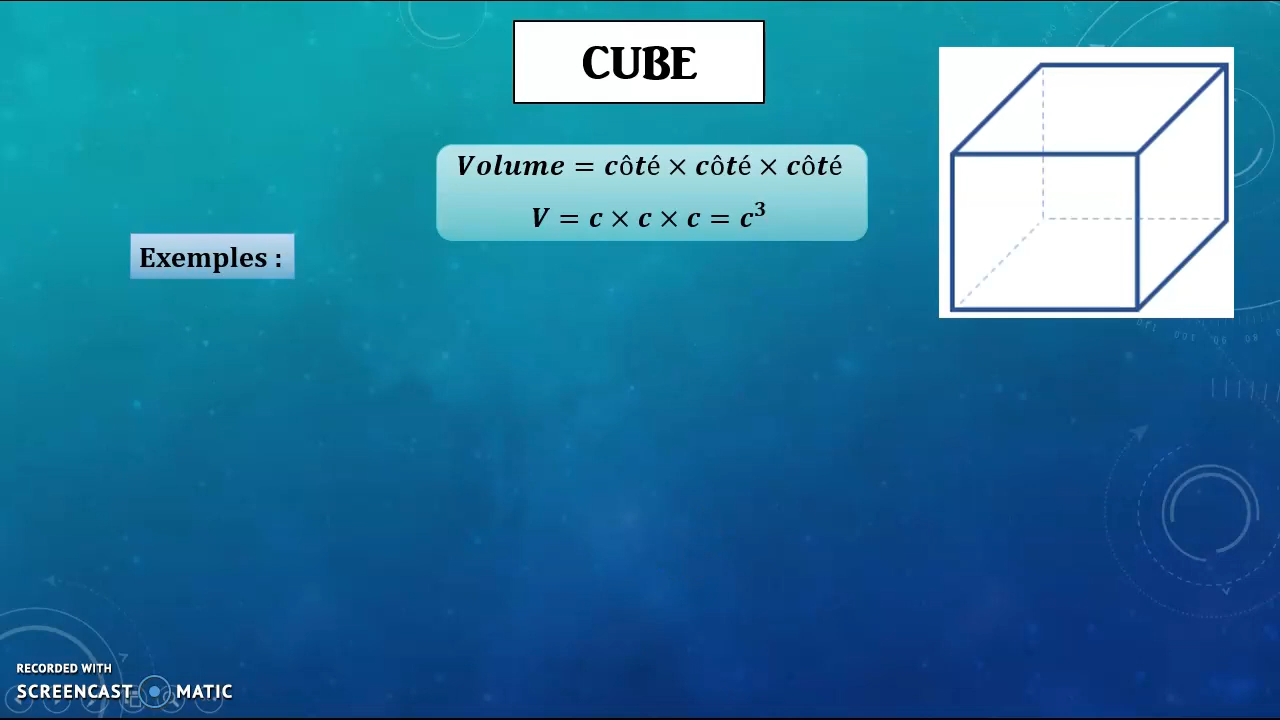 CUBE
Volume = côté × côté × côté
V = c × c × c = c³
Exemples :
RECORDED WITH
SCREENCAST MATIC